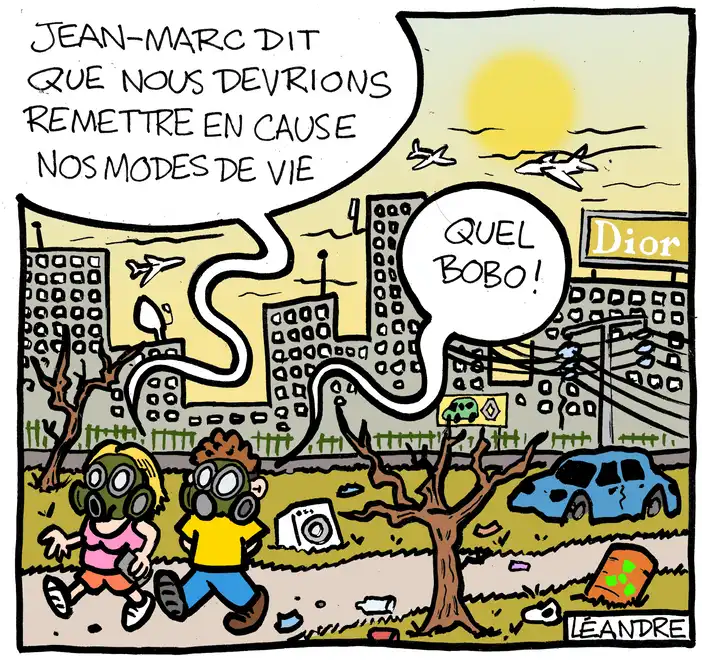 JEAN-MARC DIT
QUE NOUS DEVRIONS
REMETTRE EN CAUSE
NOS MODES DE VIE
QUEL
BOBO!
Dior
LÉANDRE